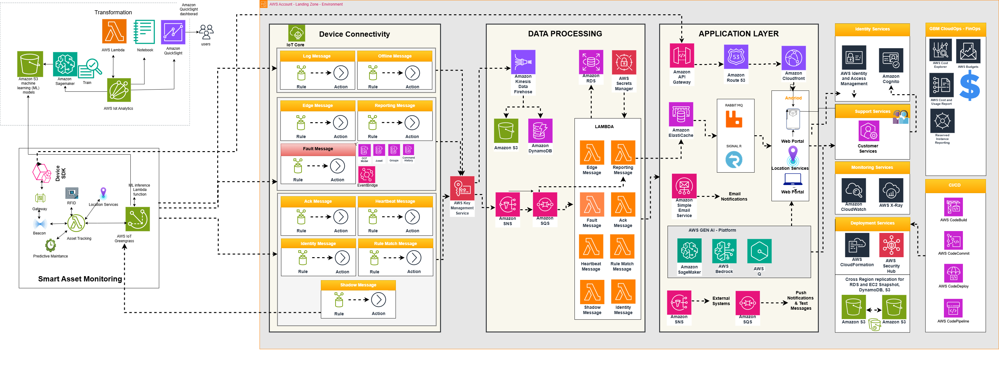 AWS Account - Landing Zone - Environment
Transformation
Amazon
QuickSight
dashborad
AWS Lambda
Notebook
Amazon
QuickSight
users
Amazon S3
machine
learning (ML)
models
Amazon
Sagemaker
Train
AWS Iot Analytics
Device
SDK
Gateway
RFID
Location Services
ML inference
Lambda
function
Beacon
Asset Tracking
AWS IoT
Greengrass
Predictive Maintance
Smart Asset Monitoring
IoT Core
Device Connectivity
Log Message
Rule
Action
Offline Message
Rule
Action
Edge Message
Rule
Action
Reporting Message
Rule
Action
Fault Message
Rule
Action
OCF
Model
Asset
Groups
Command
History
EventBridge
Ack Message
Rule
Action
Heartbeat Message
Rule
Action
Identity Message
Rule
Action
Rule Match Message
Rule
Action
Shadow Message
Rule
Action
AWS Key
Management
Service
DATA PROCESSING
Amazon
Kinesis
Data
Firehose
Amazon
RDS
AWS
Secrets
Manager
Amazon S3
Amazon
DynamoDB
LAMBDA
Edge
Message
Reporting
Message
Amazon
SNS
Amazon
SQS
Fault
Message
Ack
Message
Heartbeat
Message
Rule Match
Message
Shadow
Message
Identity
Message
APPLICATION LAYER
Amazon
API
Gateway
53
Amazon
Route 53
Amazon
Cloudfront
Amazon
ElastiCache
RABBIT MQ
SIGNAL R
Andriod
Web Portal
Location Services
Web Portal
Amazon
Simple
Email
Service
Email
Notifications
AWS GEN AI - Platform
Amazon
SageMaker
AWS
Bedrock
AWS
Q
Amazon
SNS
External
Systems
Amazon
SQS
Push
Notifications
& Text
Messages
Identity Services
AWS Identity
and Access
Management
Amazon
Cognito
Support Services
Customer
Services
Monitoring Services
Amazon
CloudWatch
AWS X-Ray
Deployment Services
AWS
CloudFormation
AWS
Security
Hub
Cross Region replication for
RDS and EC2 Snapshot,
DynamoDB, S3
Amazon S3
Amazon S3
GBM CloudOps - FinOps
AWS Cost
Explorer
AWS Budgets
AWS Cost and
Usage Report
Reserved
Instance
Reporting
CI/CD
AWS CodeBuild
AWS CodeCommit
AWS CodeDeploy
AWS CodePipeline